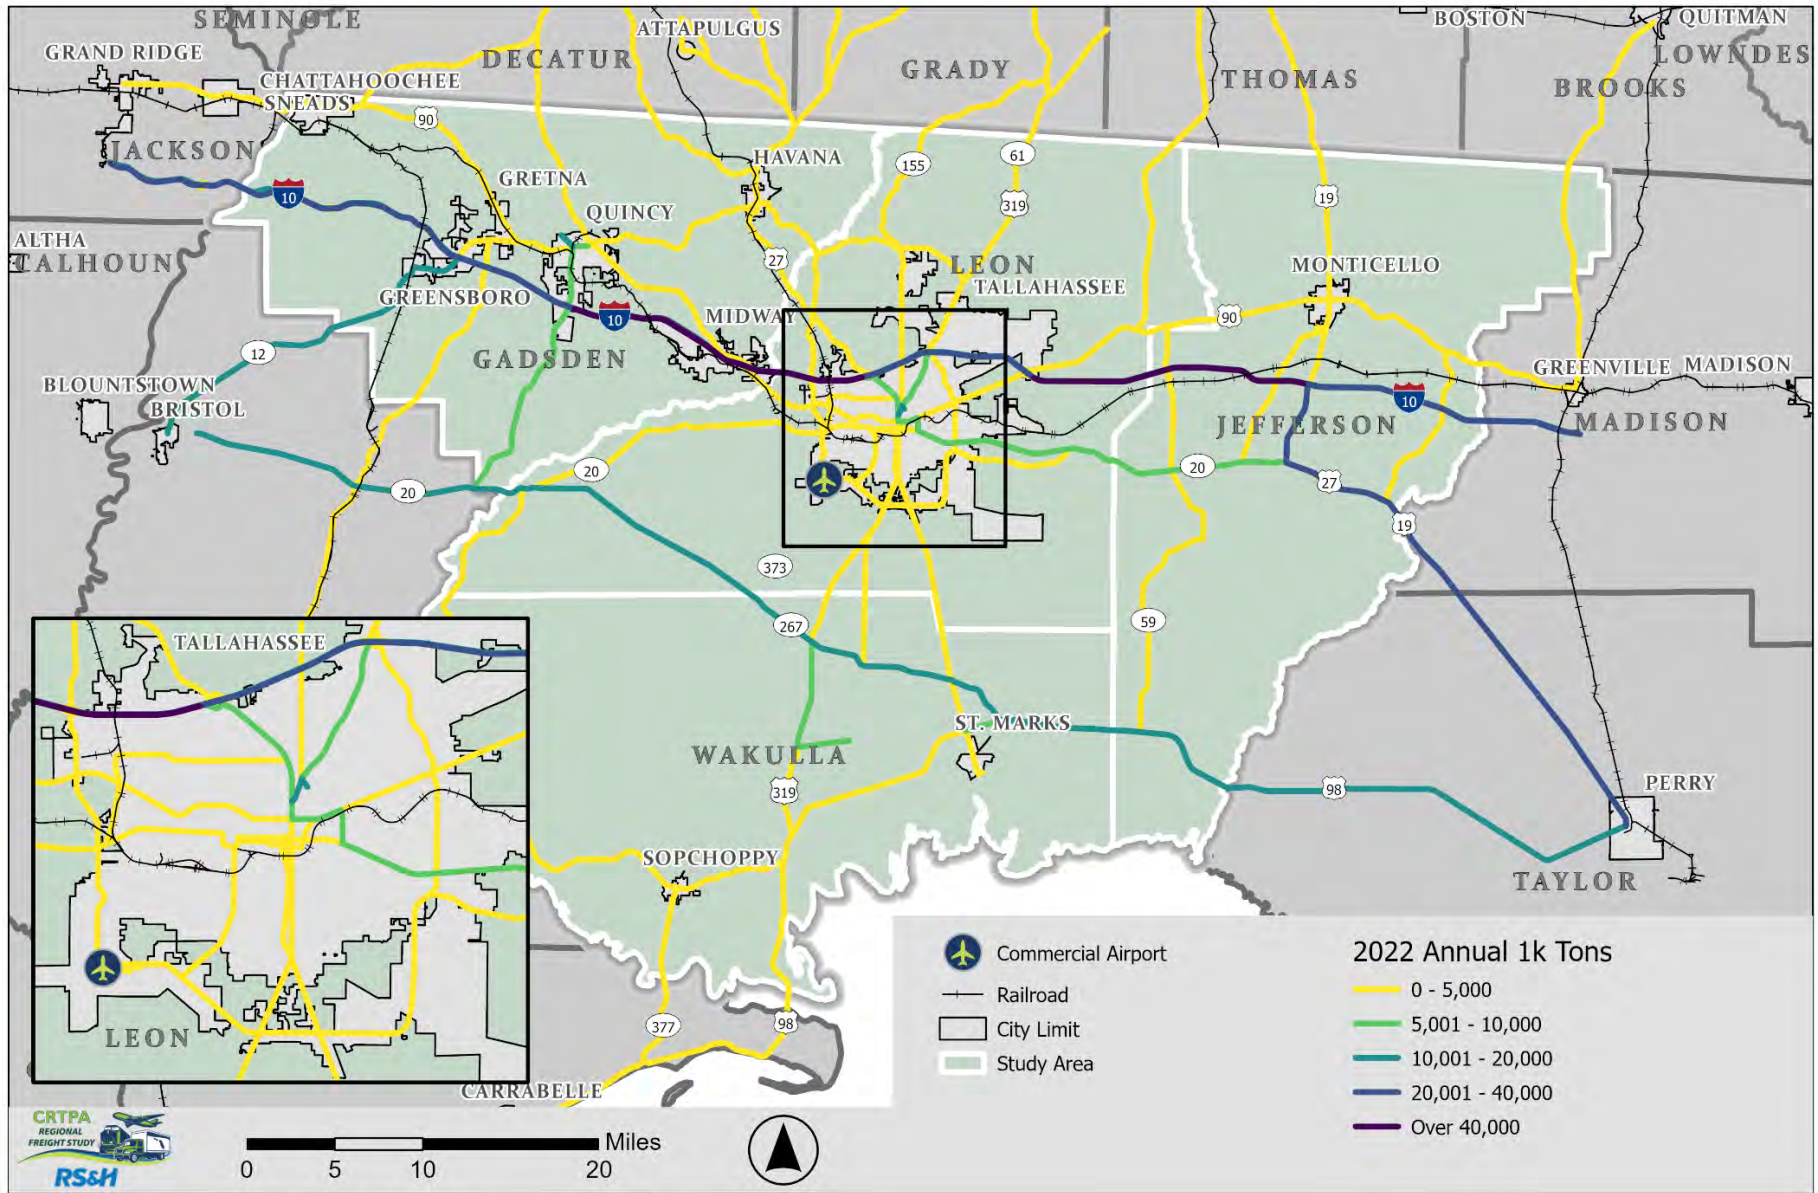 SEMINOLE
ATTAPULGUS
BOSTON
QUITMAN
GRAND RIDGE
DECATUR
GRADY
THOMAS
LOWNDES
BROOKS
CHATTAHOOCHEE
SNEADS
90
JACKSON
HAVANA
155
61
10
GRETNA
319
19
QUINCY
ALTHA
CALHOUN
27
LEON
MONTICELLO
GREENSBORO
TALLAHASSEE
10
MIDWAY
90
12
GADSDEN
GREENVILLE
MADISON
BLOUNTSTOWN
BRISTOL
10
JEFFERSON
MADISON
20
20
20
27
19
373
267
59
TALLAHASSEE
ST. MARKS
WAKULLA
319
98
PERRY
SOPCHOPPY
TAYLOR
LEON
377
98
CARRABELLE
Commercial Airport
Railroad
City Limit
Study Area
2022 Annual 1k Tons
0 - 5,000
5,001 - 10,000
10,001 - 20,000
20,001 - 40,000
Over 40,000
CRTPA
REGIONAL
FREIGHT STUDY
RS&H
Miles
0 5 10 20